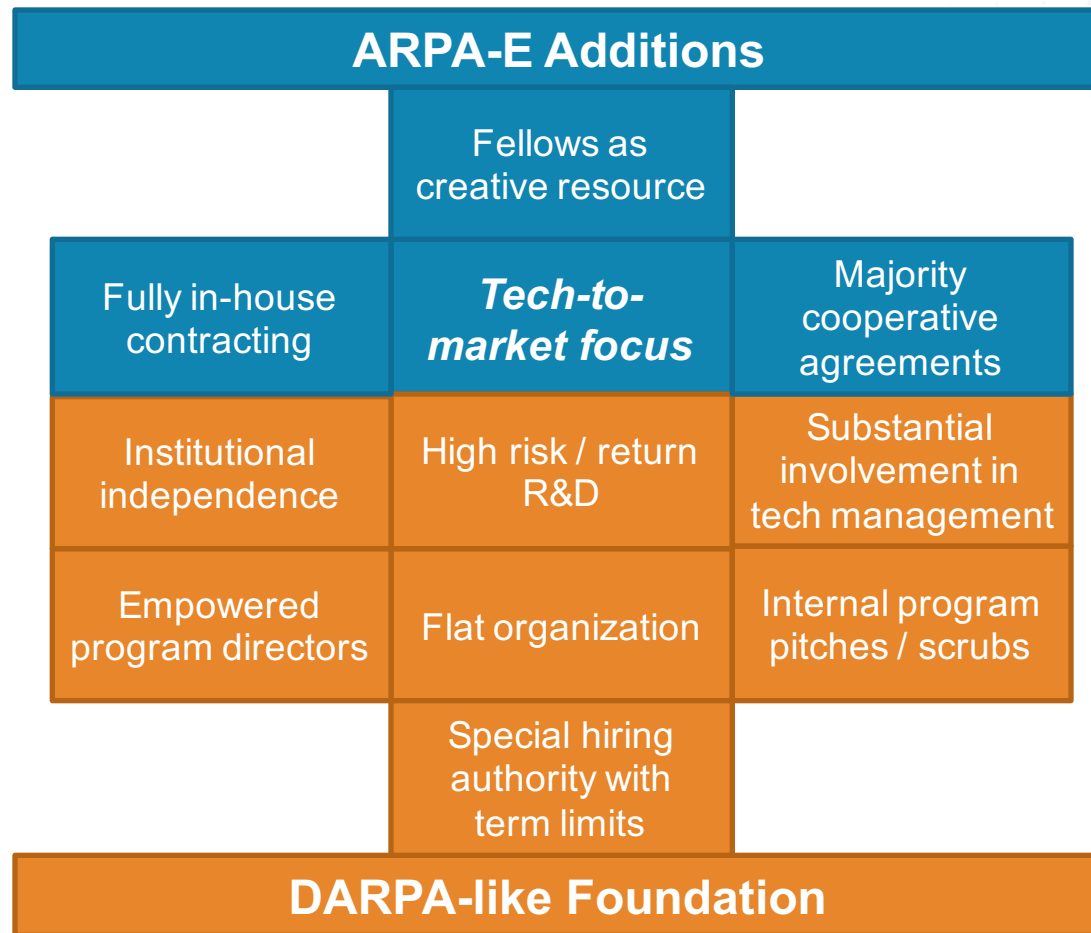 ARPA-E Additions
Fellows as
creative resource
Fully in-house
contracting
Tech-to-
market focus
Majority
cooperative
agreements
Institutional
independence
High risk / return
R&D
Substantial
involvement in
tech management
Empowered
program directors
Flat organization
Internal program
pitches / scrubs
Special hiring
authority with
term limits
DARPA-like Foundation